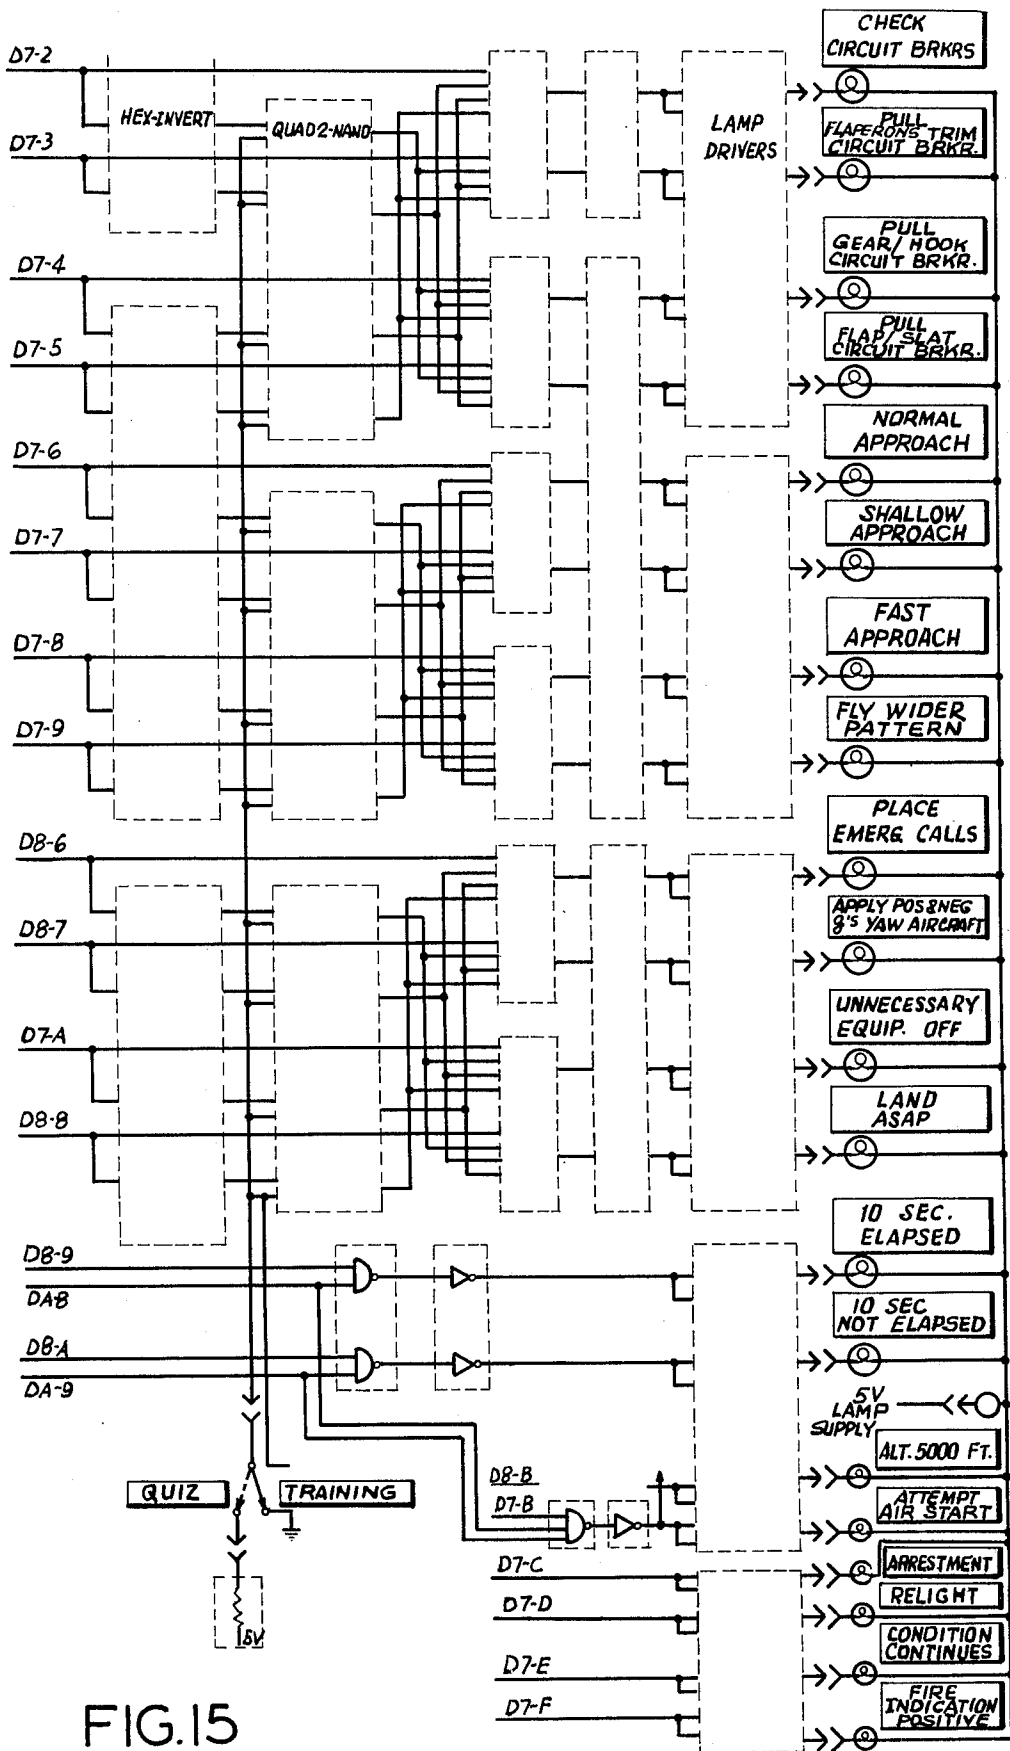 CHECK
CIRCUIT BRKRS
D7-2
HEX-INVERT
QUAD 2-NAND
LAMP
DRIVERS
PULL
FLAPERONS TRIM
CIRCUIT BRKR.
D7-3
PULL
GEAR/HOOK
CIRCUIT BRKR.
D7-4
PULL
FLAP/SLAT
CIRCUIT BRKR.
D7-5
NORMAL
APPROACH
D7-6
SHALLOW
APPROACH
D7-7
FAST
APPROACH
D7-8
FLY WIDER
PATTERN
D7-9
PLACE
EMERG CALLS
D8-6
APPLY POS&NEG
g's YAW AIRCRAFT
D8-7
UNNECESSARY
EQUIP. OFF
D7-A
LAND
ASAP
D8-8
10 SEC.
ELAPSED
D8-9
DA-8
10 SEC
NOT ELAPSED
D8-A
DA-9
5V
LAMP
SUPPLY
ALT. 5000 FT.
D8-B
QUIZ
TRAINING
D7-B
ATTEMPT
AIR START
D7-C
ARRESTMENT
D7-D
RELIGHT
5V
CONDITION
CONTINUES
D7-E
FIRE
INDICATION
POSITIVE
D7-F
FIG.15